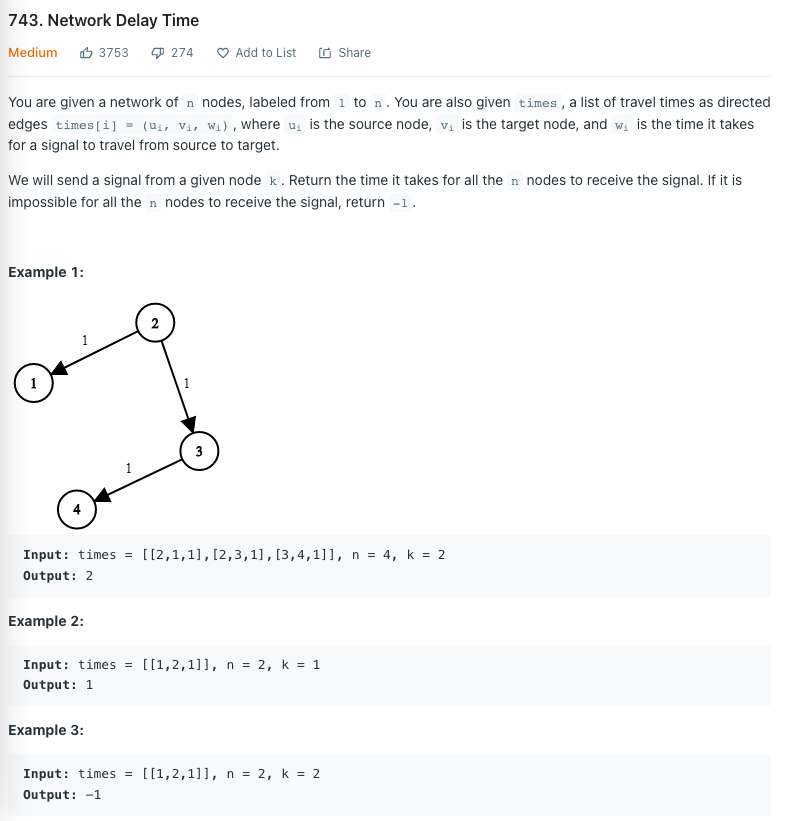 743. Network Delay Time
Medium 3753 274 Add to List Share
You are given a network of n nodes, labeled from 1 to n. You are also given times, a list of travel times as directed
edges times[i] = (uᵢ, vᵢ, wᵢ), where uᵢ is the source node, vᵢ is the target node, and wᵢ is the time it takes
for a signal to travel from source to target.
We will send a signal from a given node k. Return the time it takes for all the n nodes to receive the signal. If it is
impossible for all the n nodes to receive the signal, return -1.
Example 1:
2
1
1
1
3
1
4
Input: times = [[2,1,1],[2,3,1],[3,4,1]], n = 4, k = 2
Output: 2
Example 2:
Input: times = [[1,2,1]], n = 2, k = 1
Output: 1
Example 3:
Input: times = [[1,2,1]], n = 2, k = 2
Output: -1